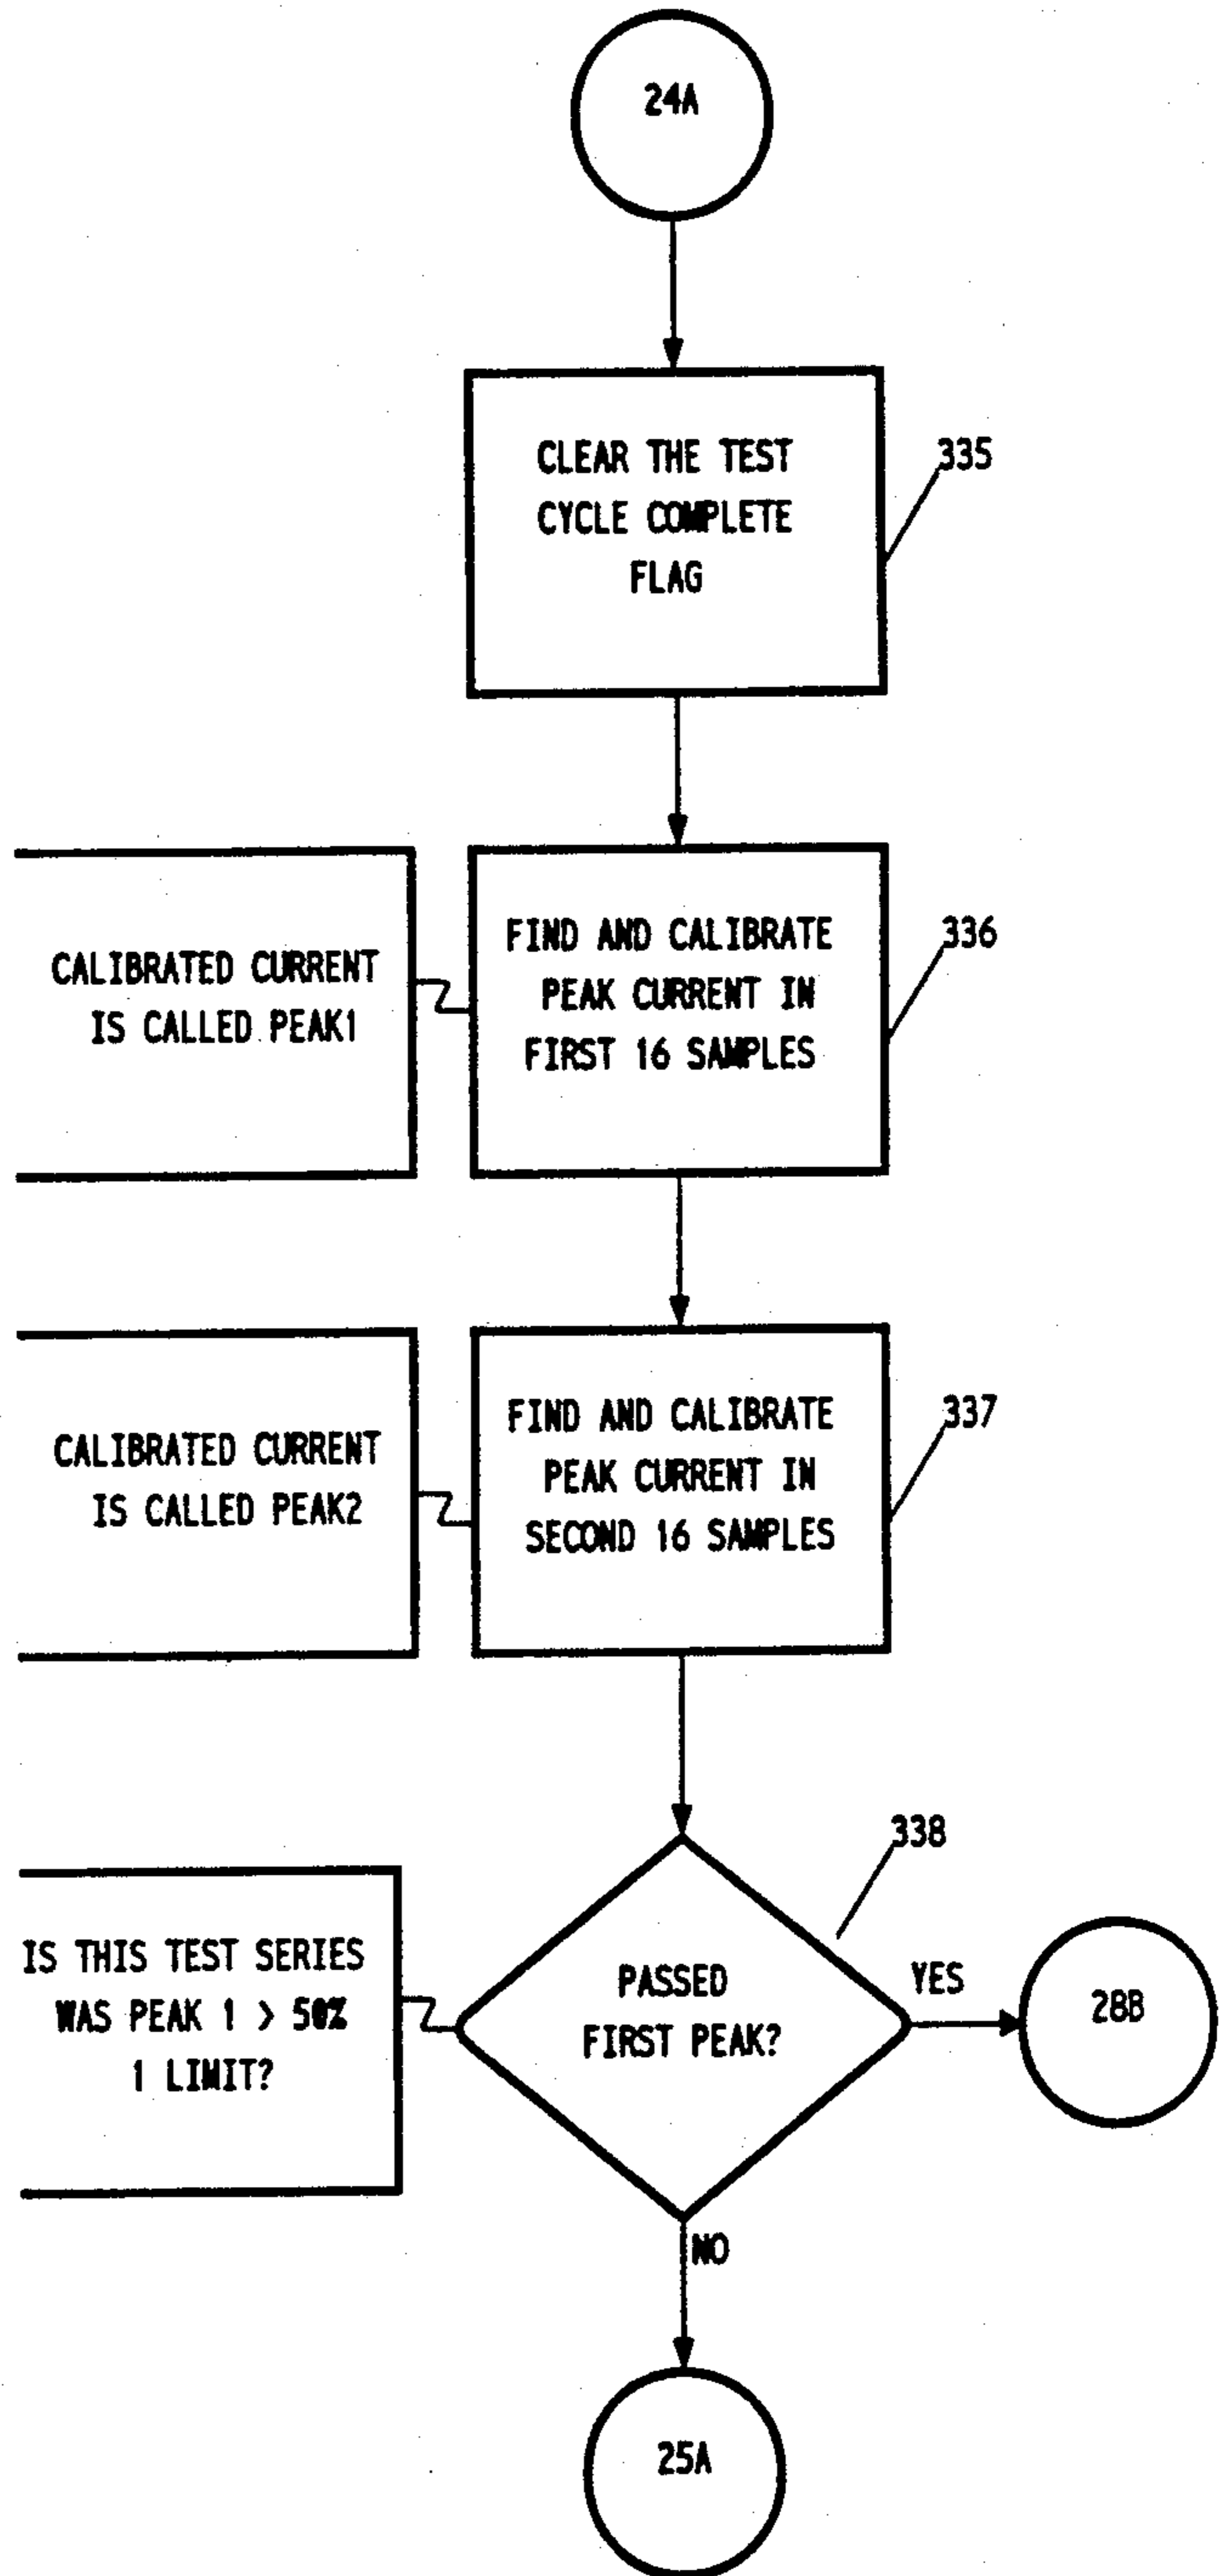 24A
CLEAR THE TEST
CYCLE COMPLETE
FLAG
335
CALIBRATED CURRENT
IS CALLED PEAK1
FIND AND CALIBRATE
PEAK CURRENT IN
FIRST 16 SAMPLES
336
CALIBRATED CURRENT
IS CALLED PEAK2
FIND AND CALIBRATE
PEAK CURRENT IN
SECOND 16 SAMPLES
337
338
IS THIS TEST SERIES
WAS PEAK 1 > 50%
1 LIMIT?
PASSED
FIRST PEAK?
YES
28B
NO
25A